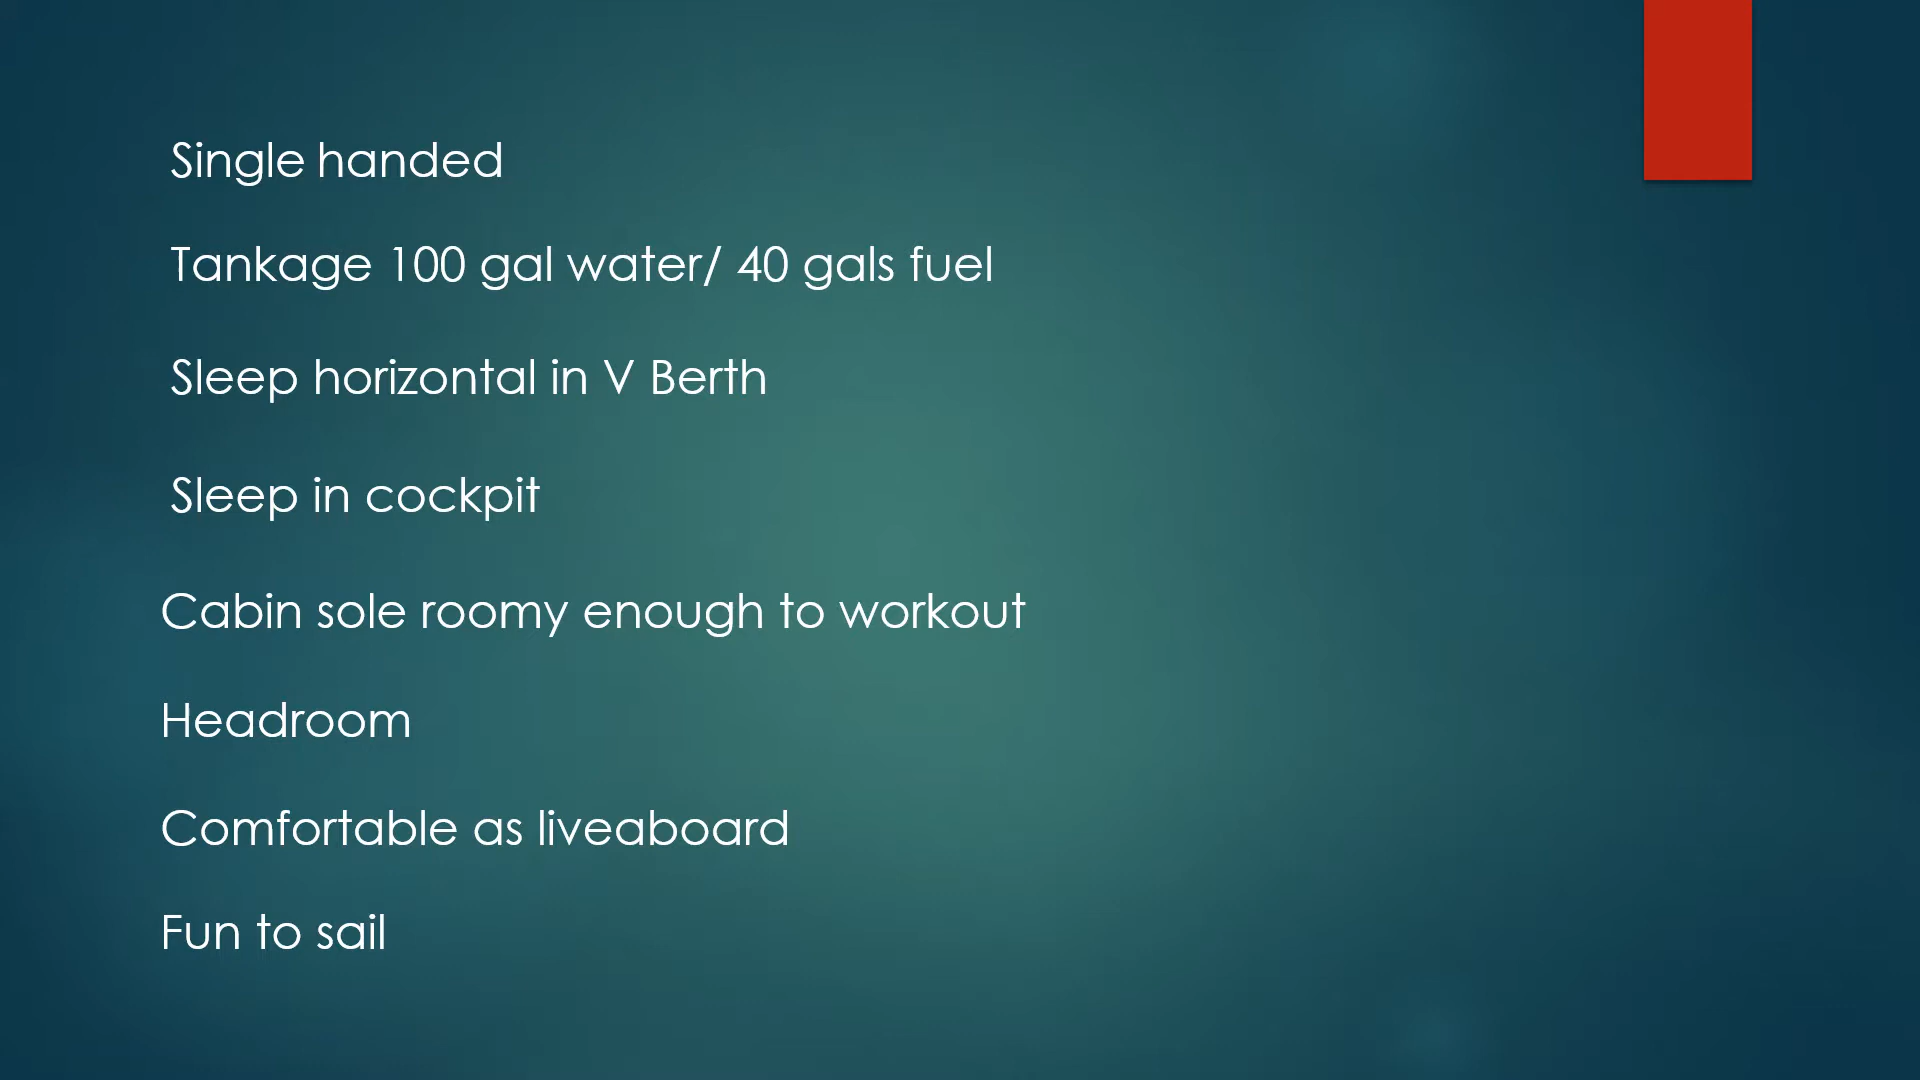 Single handed
Tankage 100 gal water/ 40 gals fuel
Sleep horizontal in V Berth
Sleep in cockpit
Cabin sole roomy enough to workout
Headroom
Comfortable as liveaboard
Fun to sail